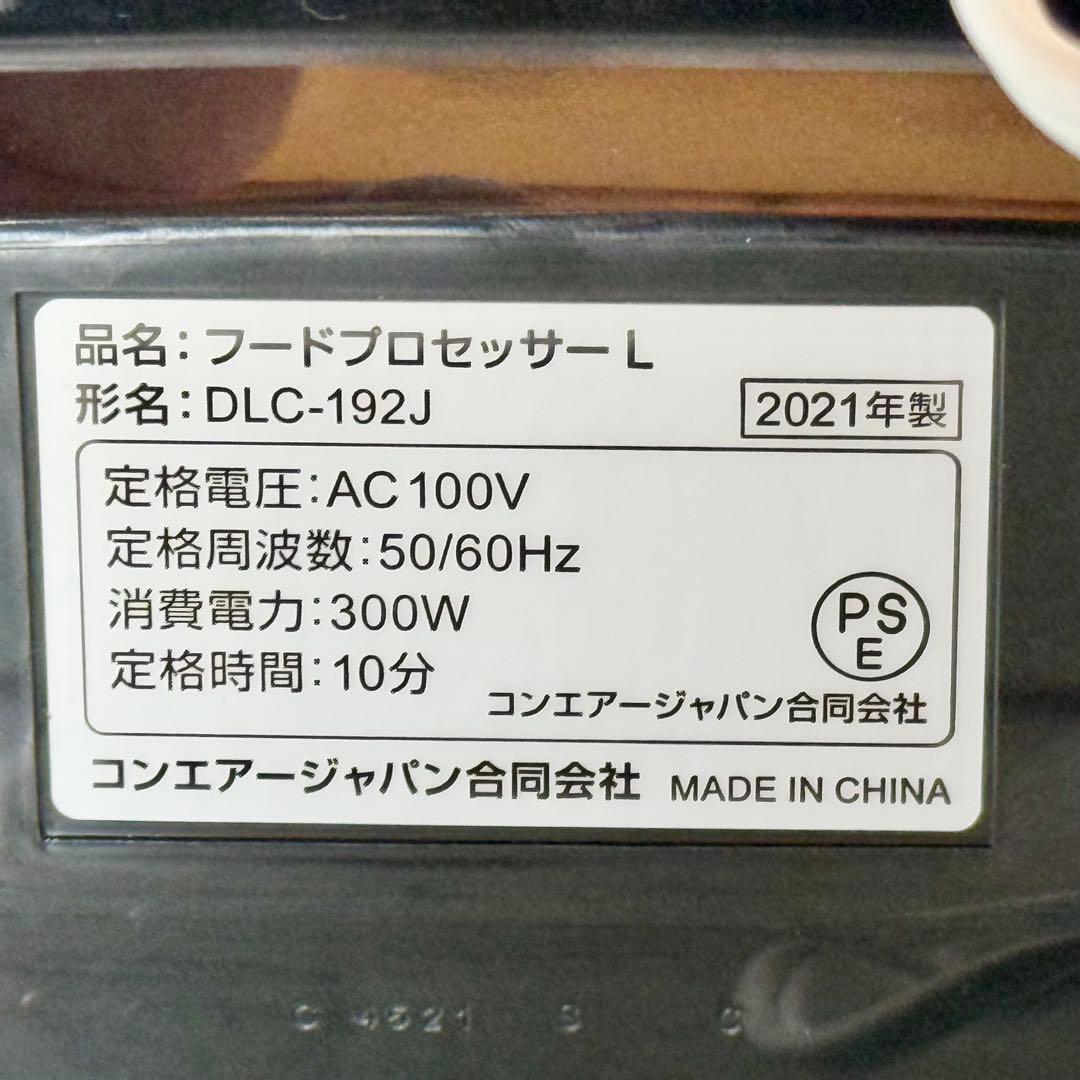 品名：フードプロセッサーL
形名：DLC-192J
2021年製
定格電圧：AC100V
定格周波数：50/60Hz
消費電力：300W
定格時間：10分
PS
E
コンエアージャパン合同会社
コンエアージャパン合同会社 MADE IN CHINA